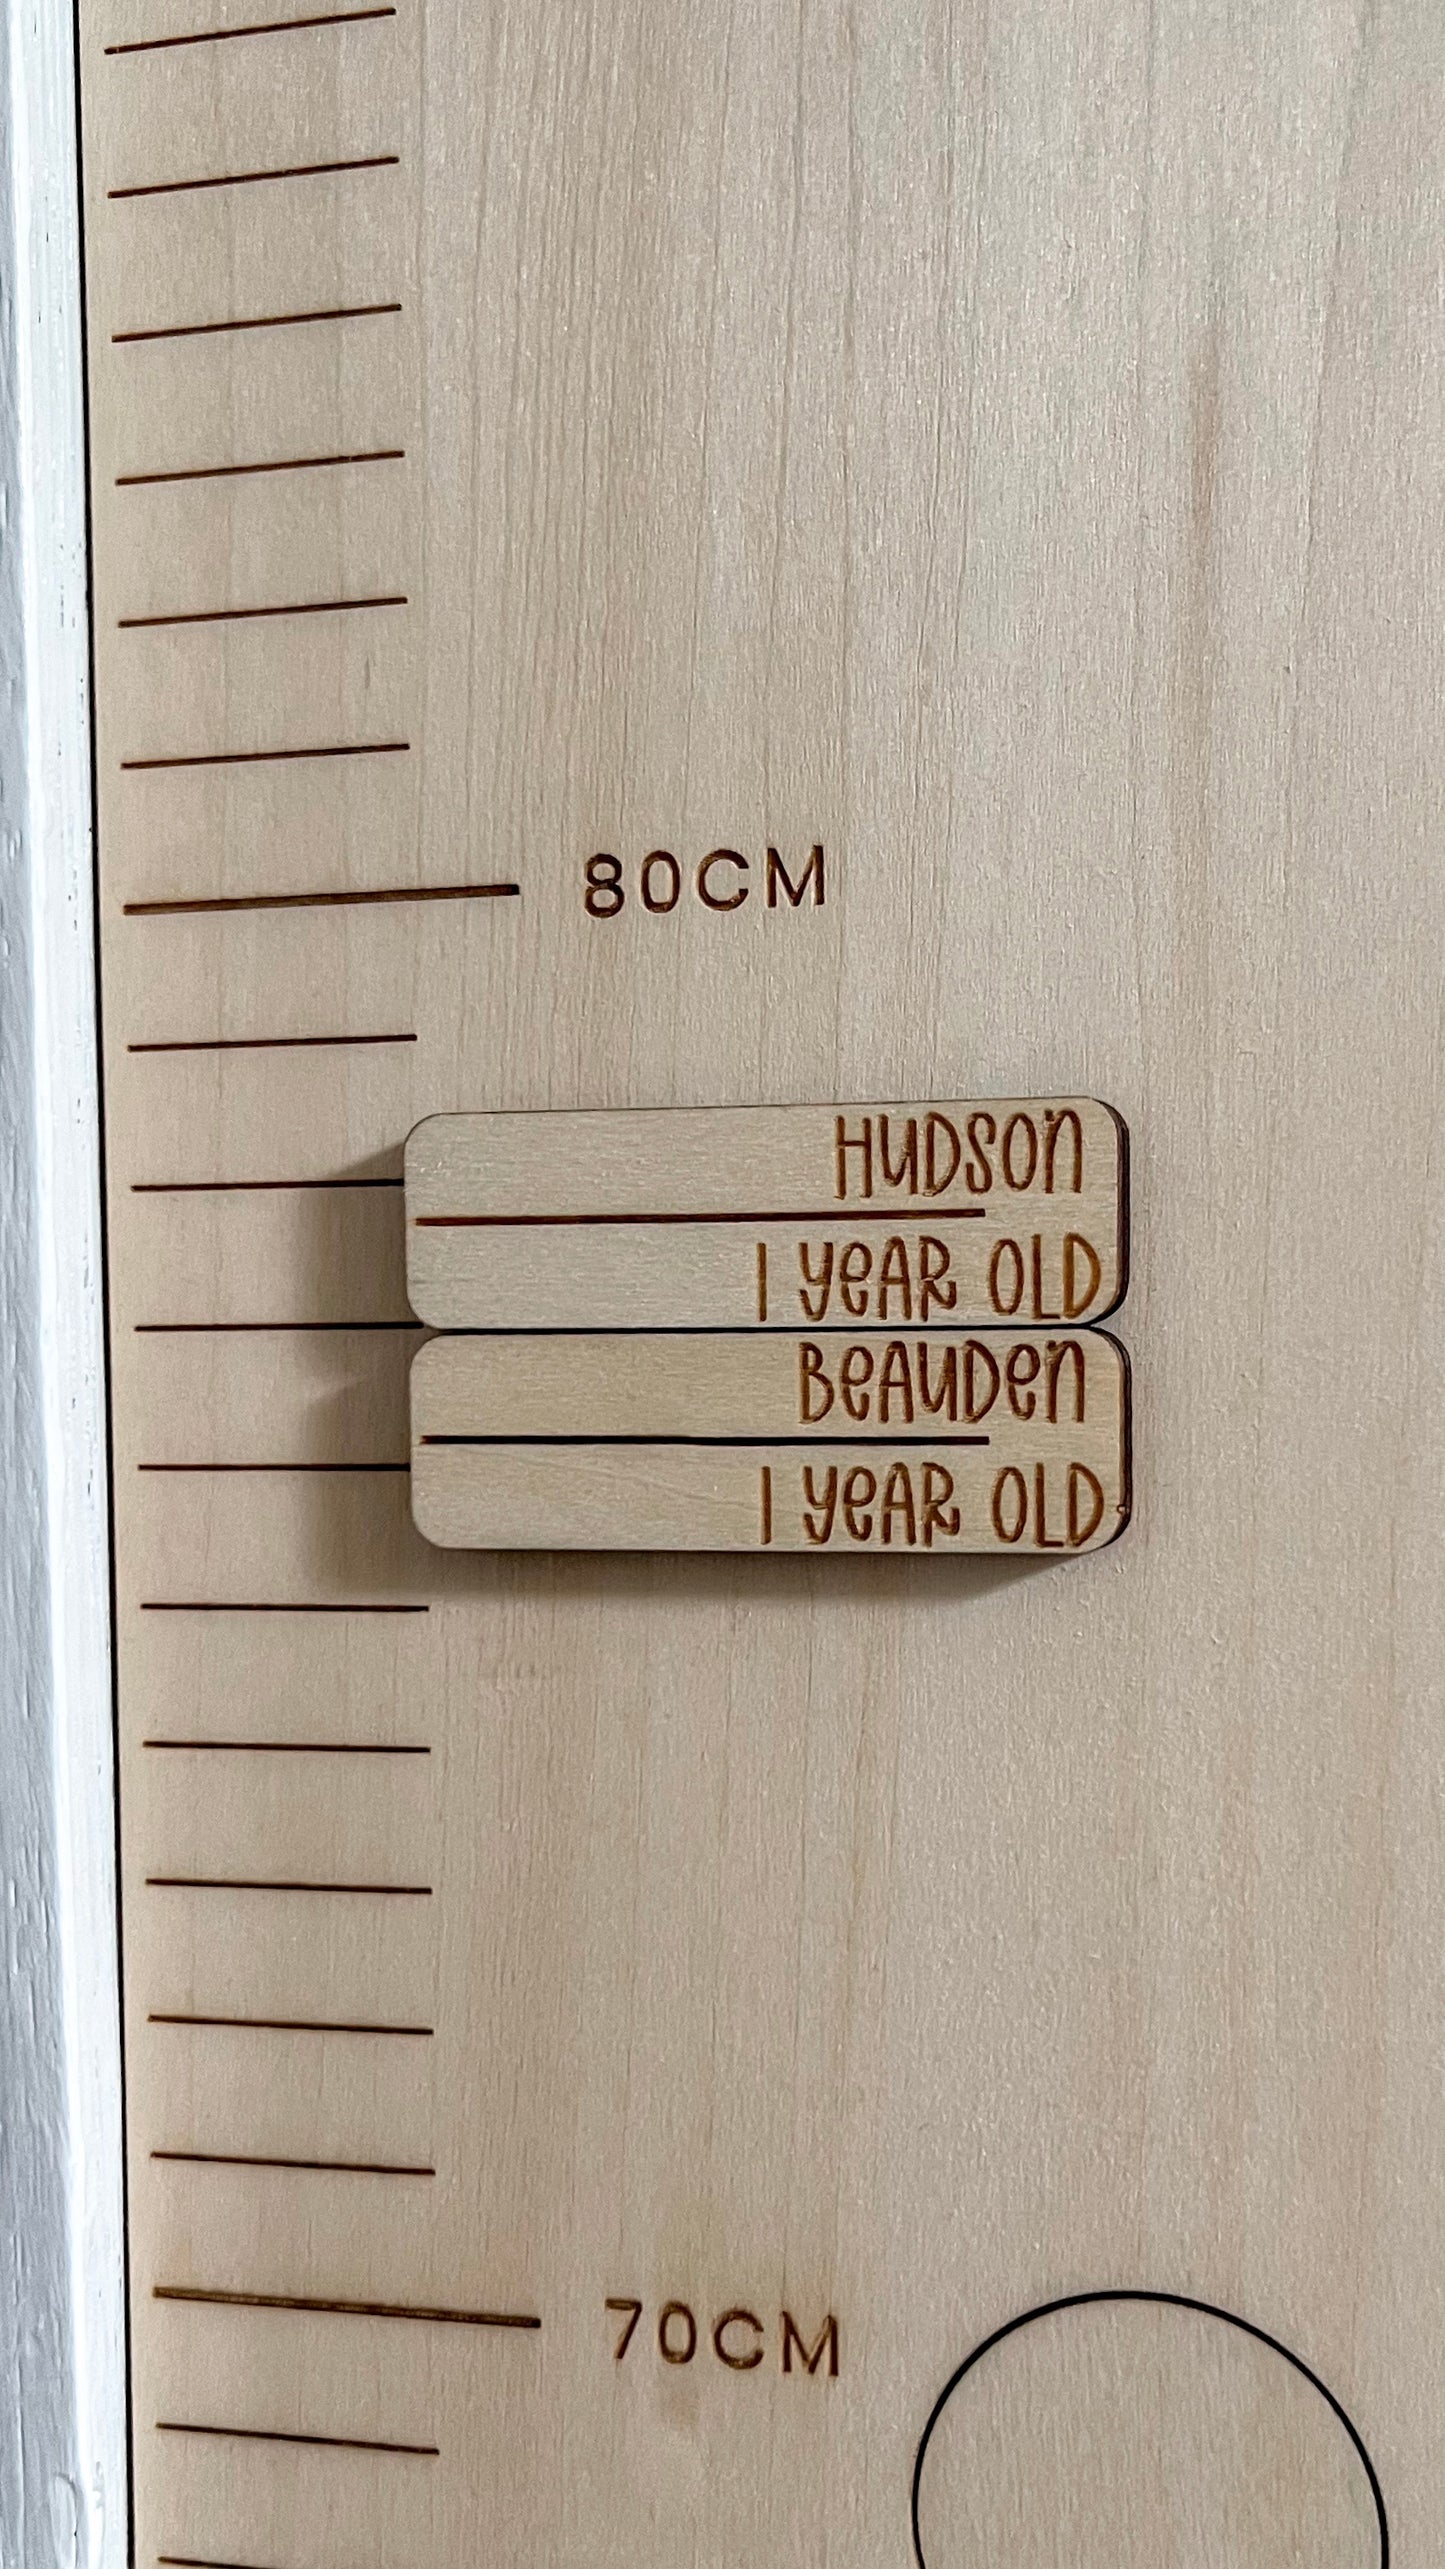 80CM
HUDSON
1 YEAR OLD
BEAUDEN
1 YEAR OLD
70CM